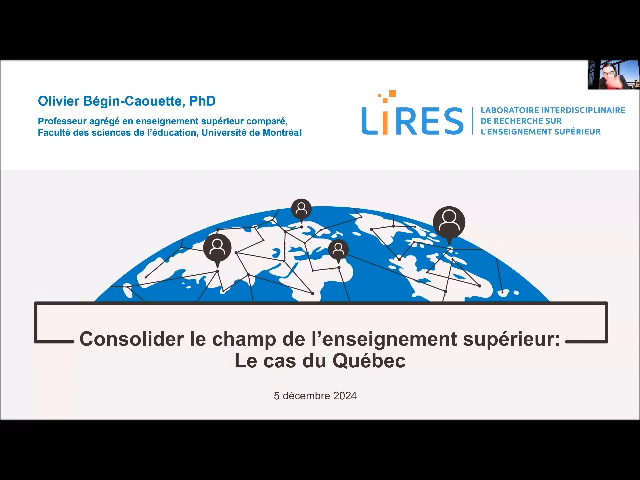 Olivier Bégin-Caouette, PhD
Professeur agrégé en enseignement supérieur comparé,
Faculté des sciences de l'éducation, Université de Montréal
LiRES
LABORATOIRE INTERDISCIPLINAIRE
DE RECHERCHE SUR
L'ENSEIGNEMENT SUPÉRIEUR
Consolider le champ de l'enseignement supérieur:
Le cas du Québec
5 décembre 2024